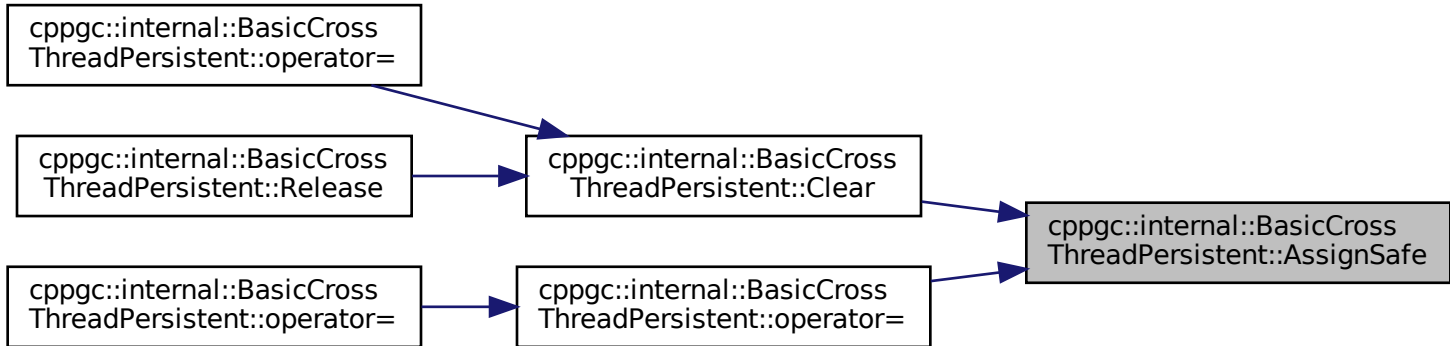 cppgc::internal::BasicCross
ThreadPersistent::operator=
cppgc::internal::BasicCross
ThreadPersistent::Release
cppgc::internal::BasicCross
ThreadPersistent::Clear
cppgc::internal::BasicCross
ThreadPersistent::AssignSafe
cppgc::internal::BasicCross
ThreadPersistent::operator=
cppgc::internal::BasicCross
ThreadPersistent::operator=